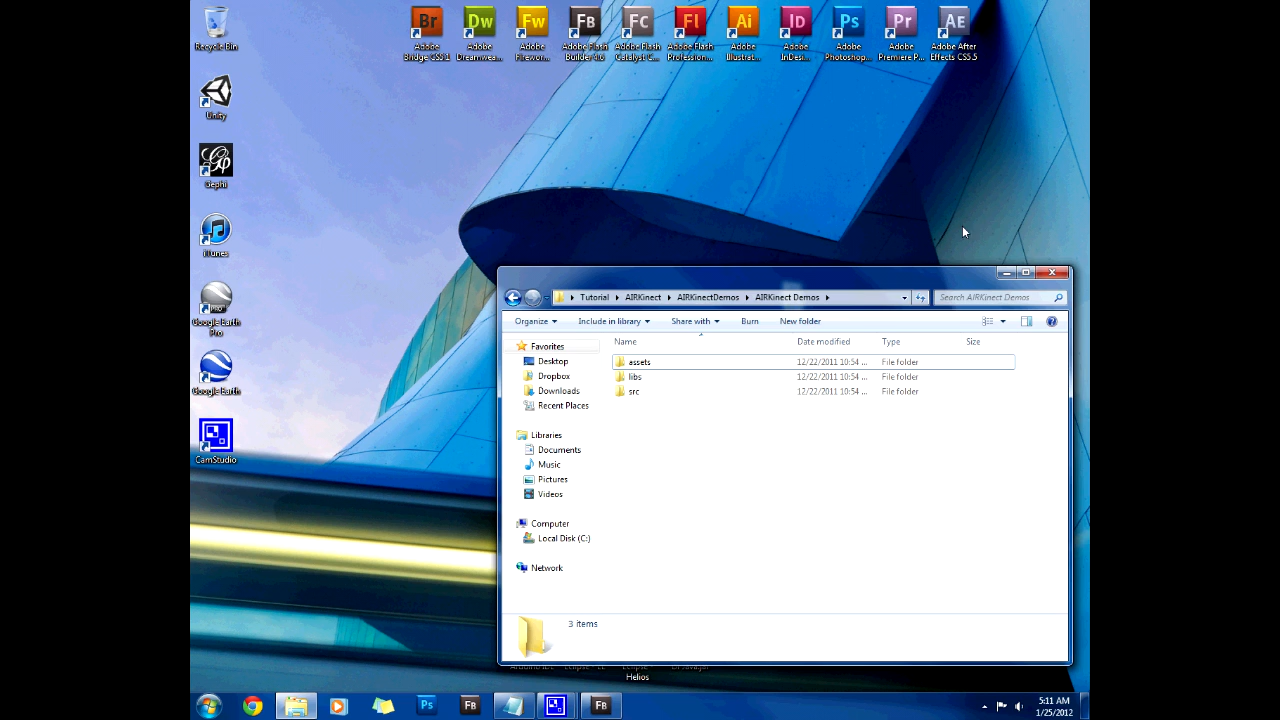 Recycle Bin
Unity
Gephi
iTunes
Google Earth Pro
Google Earth
CamStudio
Br
Adobe Bridge CS5.1
Dw
Adobe Dreamwea...
Fw
Adobe Firewor...
FB
Adobe Flash Builder 4.6
Fc
Adobe Flash Catalyst C...
Fl
Adobe Flash Profession...
Ai
Adobe Illustrat...
ID
Adobe InDesi...
Ps
Adobe Photoshop...
Pr
Adobe Premiere P...
AE
Adobe After Effects CS5.5
Tutorial AIRKinect AIRKinectDemos AIRKinect Demos
Search AIRKinect Demos
Organize Include in library Share with Burn New folder
Name Date modified Type Size
assets 12/22/2011 10:54 ... File folder
libs 12/22/2011 10:54 ... File folder
src 12/22/2011 10:54 ... File folder
Favorites
Desktop
Dropbox
Downloads
Recent Places
Libraries
Documents
Music
Pictures
Videos
Computer
Local Disk (C:)
Network
3 items
Helios
Ps FB FB
5:11 AM
1/25/2012